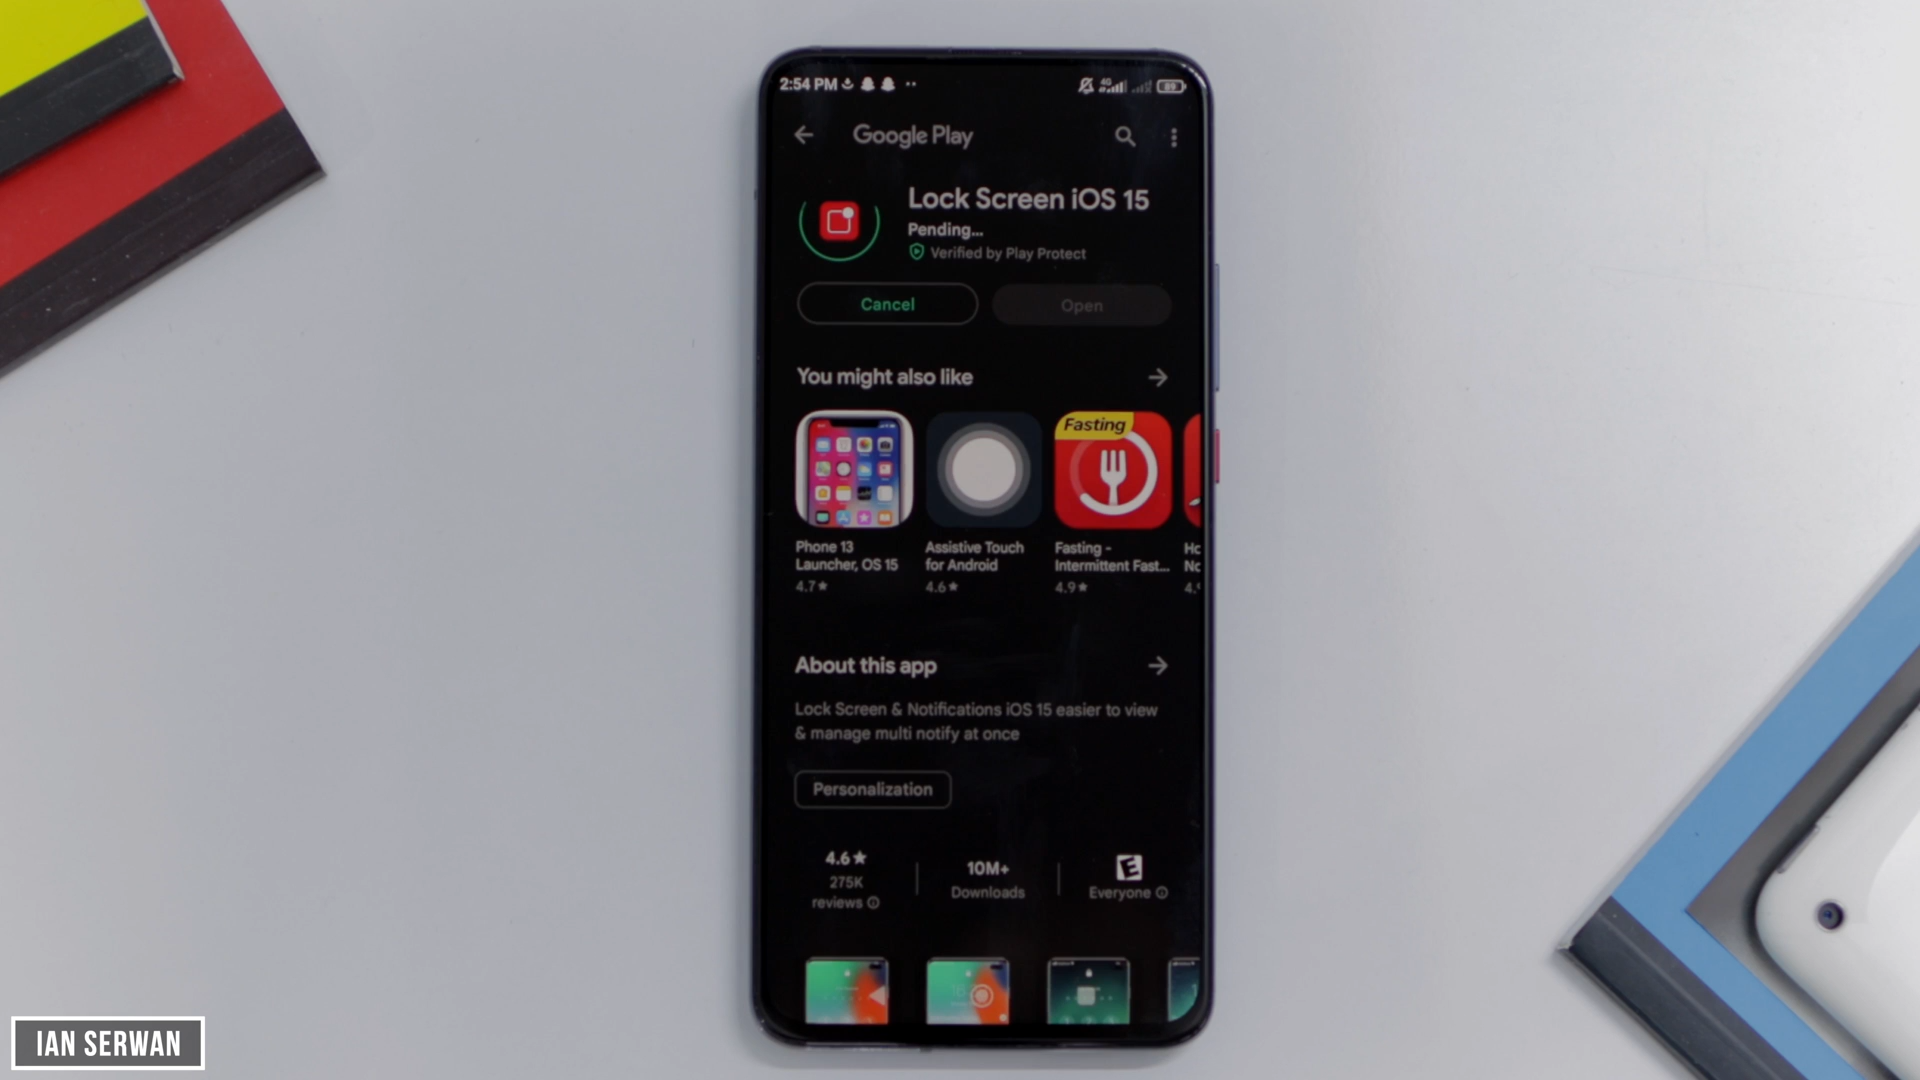 2:54 PM
4G
89
Google Play
Lock Screen iOS 15
Pending...
Verified by Play Protect
Cancel
Open
You might also like
Fasting
Phone 13
Launcher, OS 15
4.7★
Assistive Touch
for Android
4.6★
Fasting -
Intermittent Fast...
4.9★
About this app
Lock Screen & Notifications iOS 15 easier to view
& manage multi notify at once
Personalization
4.6★
275K
reviews
10M+
Downloads
E
Everyone
IAN SERWAN